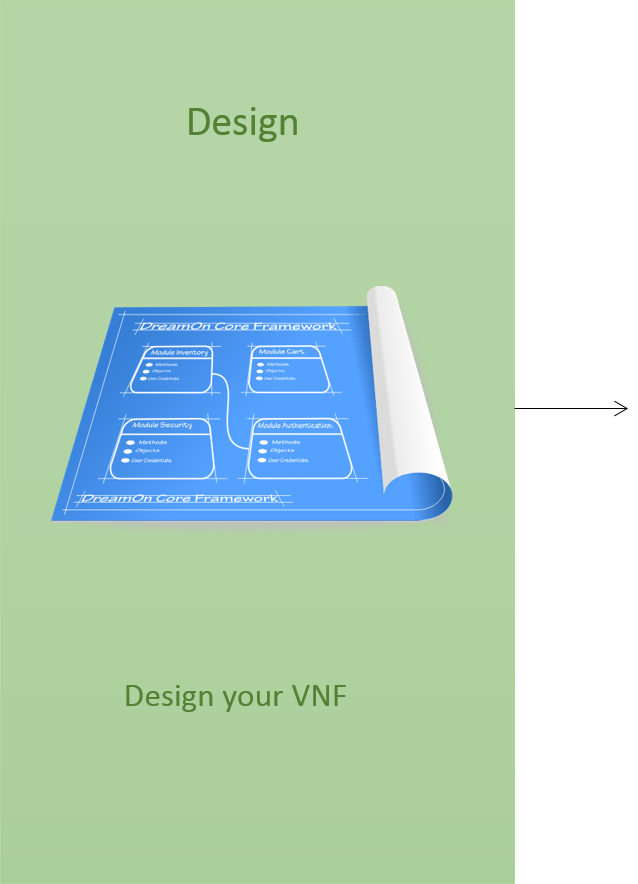 Design
DreamOn Core Framework
Module Inventory
Methods
Objects
User Credentials
Module Cart
Methods
Objects
User Credentials
Module Security
Methods
Objects
User Credentials
Module Authentication
Methods
Objects
User Credentials
DreamOn Core Framework
Design your VNF